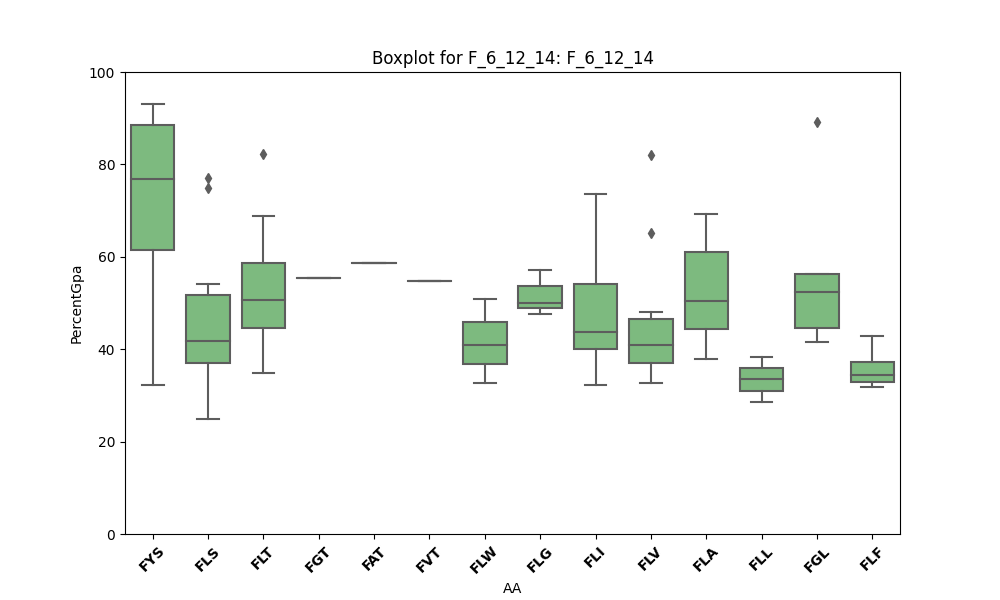 Boxplot for F_6_12_14: F_6_12_14
100
80
60
40
20
0
PercentGpa
FYS FLS FLT FGT FAT FVT FLW FLG FLI FLV FLA FLL FGL FLF
AA